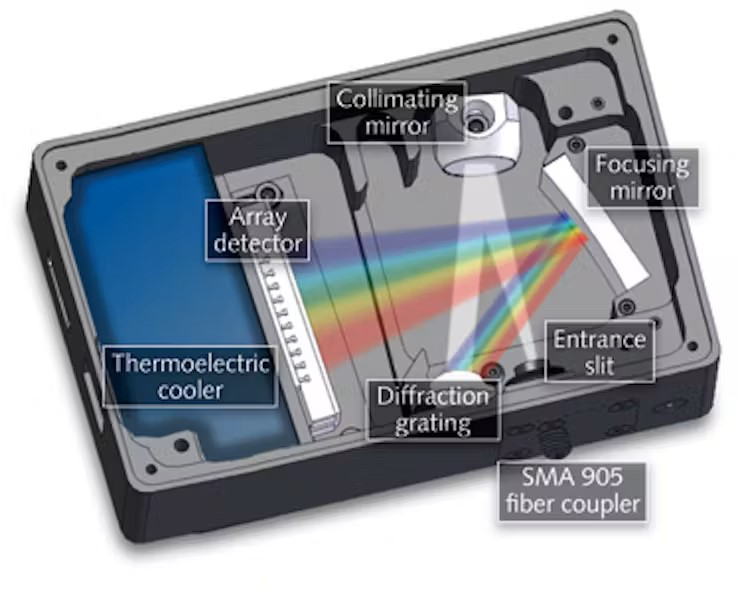 Collimating
mirror
Focusing
mirror
Array
detector
Entrance
slit
Thermoelectric
cooler
Diffraction
grating
SMA 905
fiber coupler